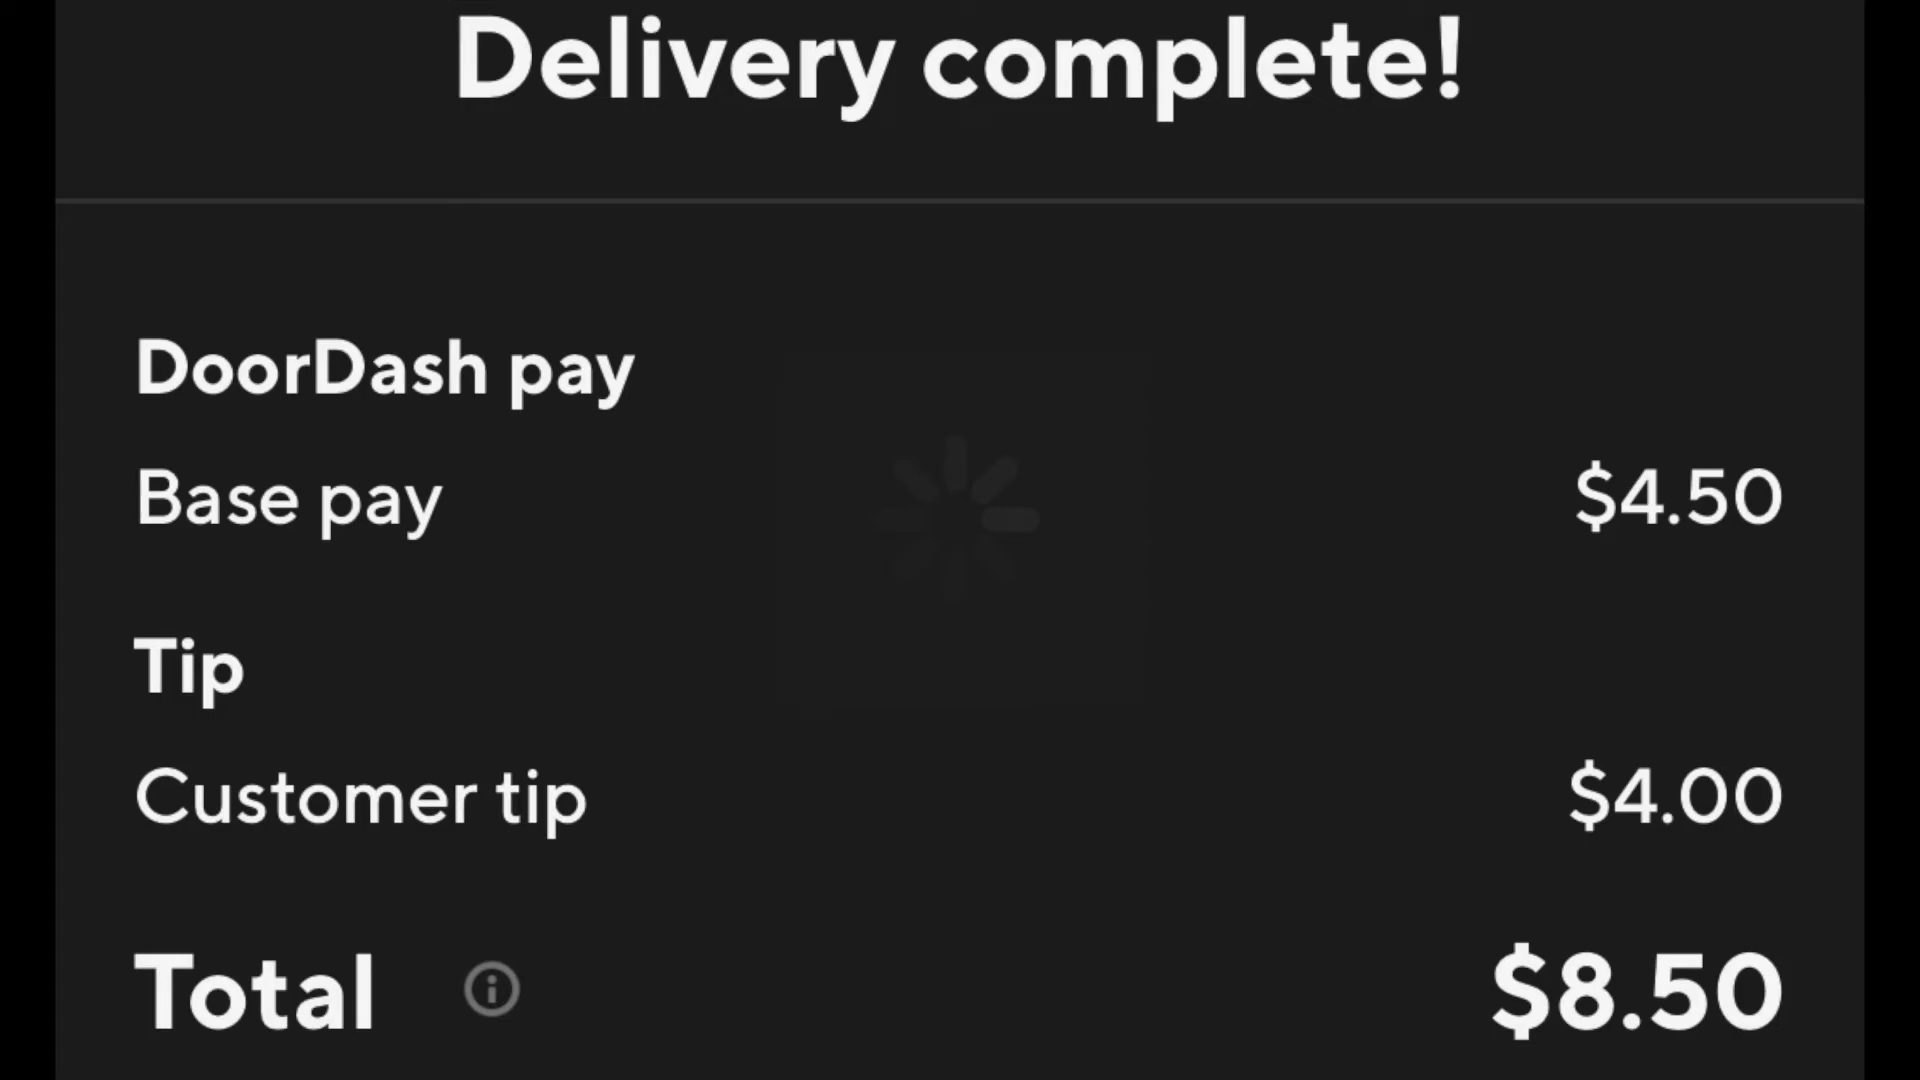 Delivery complete!
DoorDash pay
Base pay $4.50
Tip
Customer tip $4.00
Total $8.50